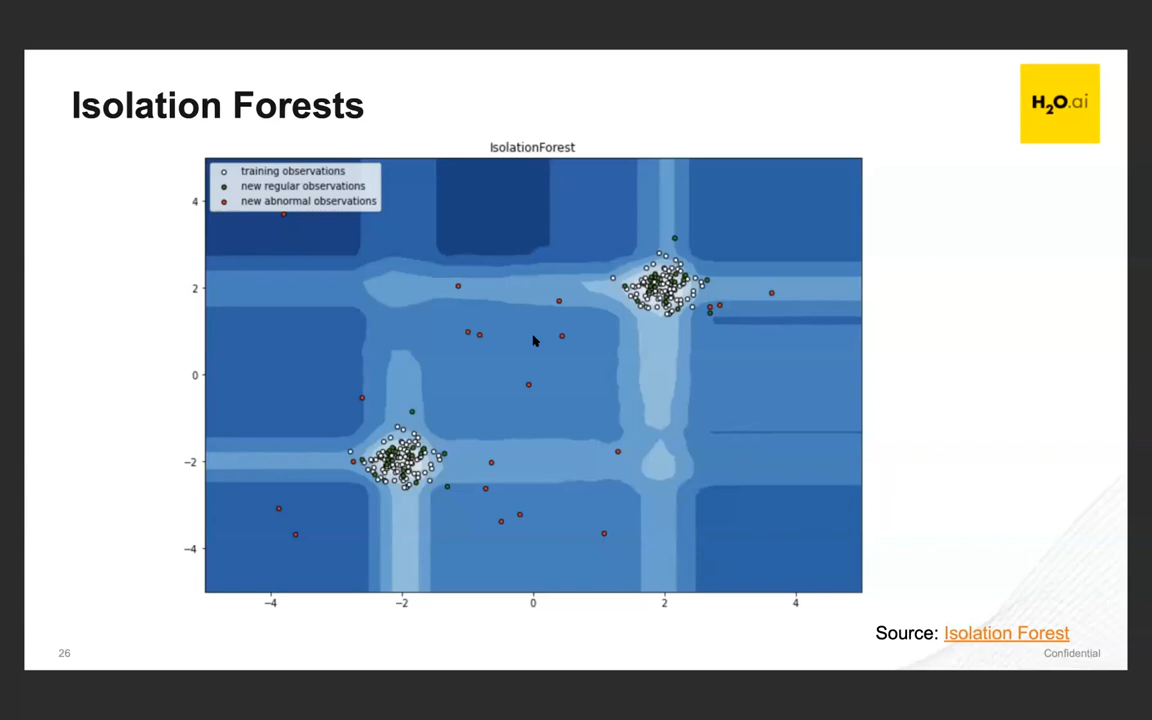 Isolation Forests
H2O.ai
IsolationForest
training observations
new regular observations
new abnormal observations
4
2
0
−2
−4
−4
−2
0
2
4
Source: Isolation Forest
26
Confidential